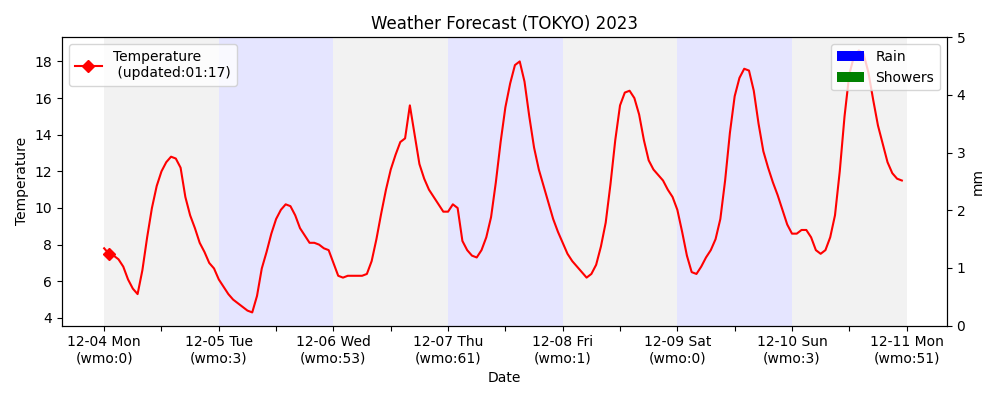 Weather Forecast (TOKYO) 2023
Temperature
(updated:01:17)
Rain
Showers
Temperature
18
16
14
12
10
8
6
4
5
4
3
2
1
0
mm
12-04 Mon
(wmo:0)
12-05 Tue
(wmo:3)
12-06 Wed
(wmo:53)
12-07 Thu
(wmo:61)
12-08 Fri
(wmo:1)
12-09 Sat
(wmo:0)
12-10 Sun
(wmo:3)
12-11 Mon
(wmo:51)
Date